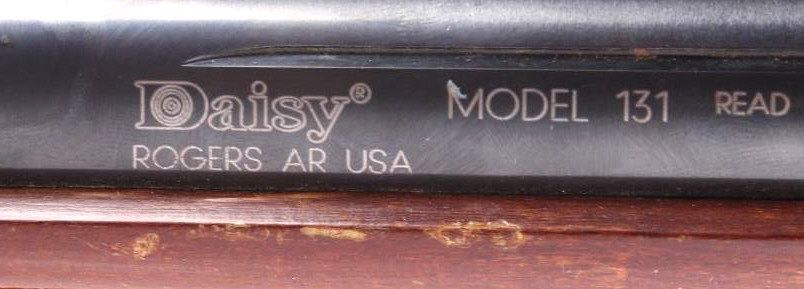 Daisy® MODEL 131 READ
ROGERS AR USA